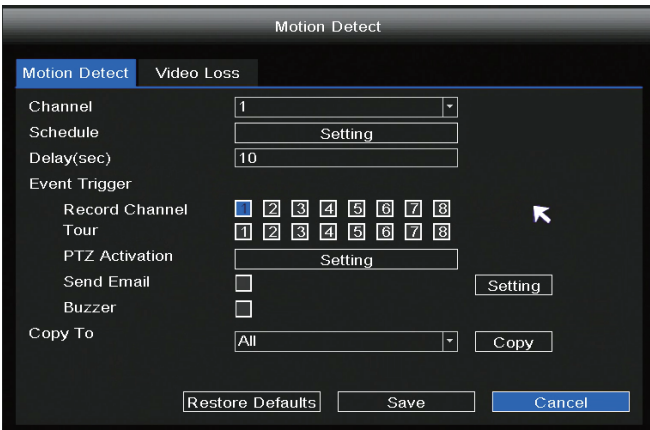 Motion Detect
Motion Detect Video Loss
Channel 1
Schedule Setting
Delay(sec) 10
Event Trigger
Record Channel 1 2 3 4 5 6 7 8
Tour 1 2 3 4 5 6 7 8
PTZ Activation Setting
Send Email Setting
Buzzer
Copy To All Copy
Restore Defaults Save Cancel